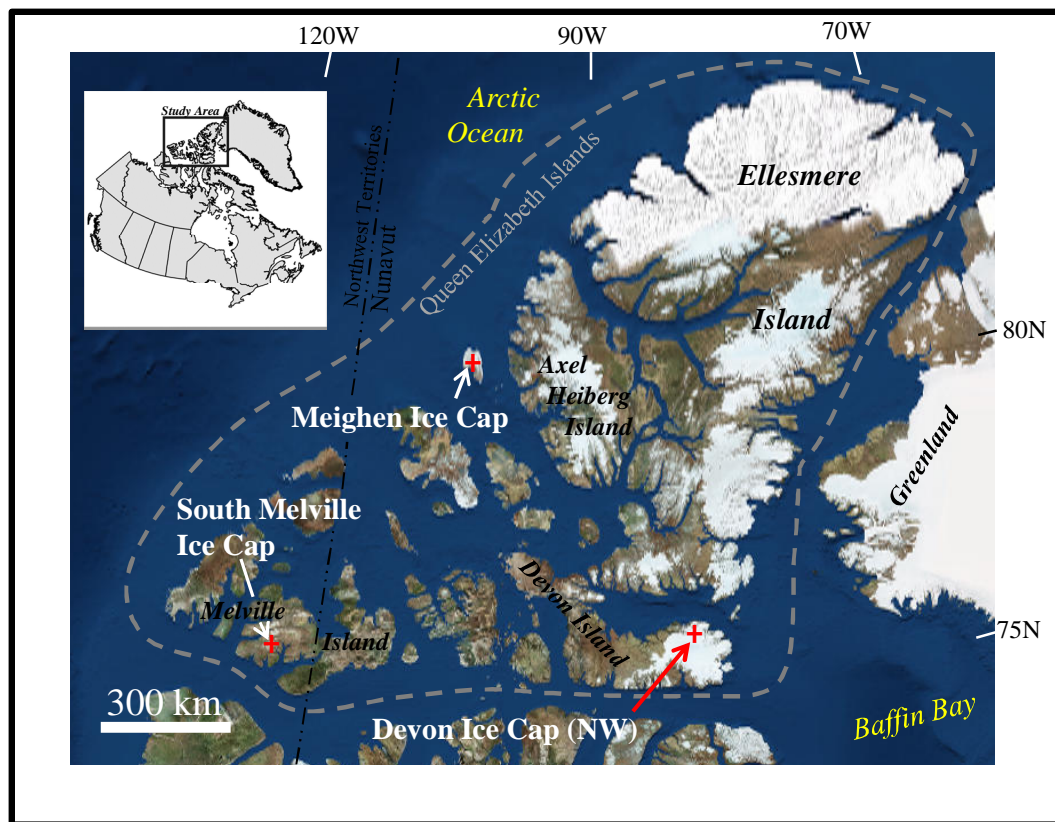 120W
90W
70W
Study Area
Arctic
Ocean
Northwest Territories
Nunavut
Queen Elizabeth Islands
Ellesmere
Island
80N
Axel
Heiberg
Island
Meighen Ice Cap
Greenland
South Melville
Ice Cap
Melville
Island
Devon Island
75N
300 km
Devon Ice Cap (NW)
Baffin Bay